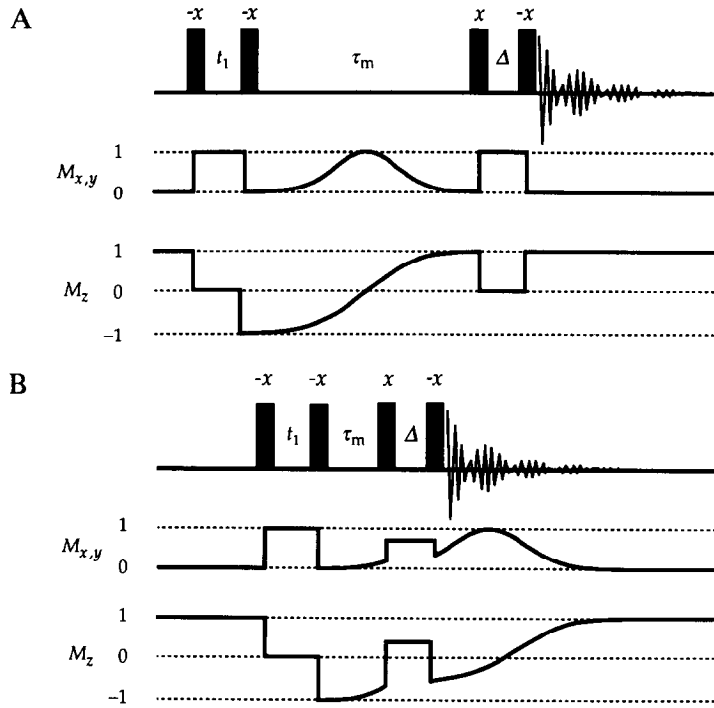 A
-x -x x -x
t₁ τm Δ
1
Mx,y
0
1
Mz 0
-1
B
-x -x x -x
t₁ τm Δ
1
Mx,y
0
1
Mz 0
-1